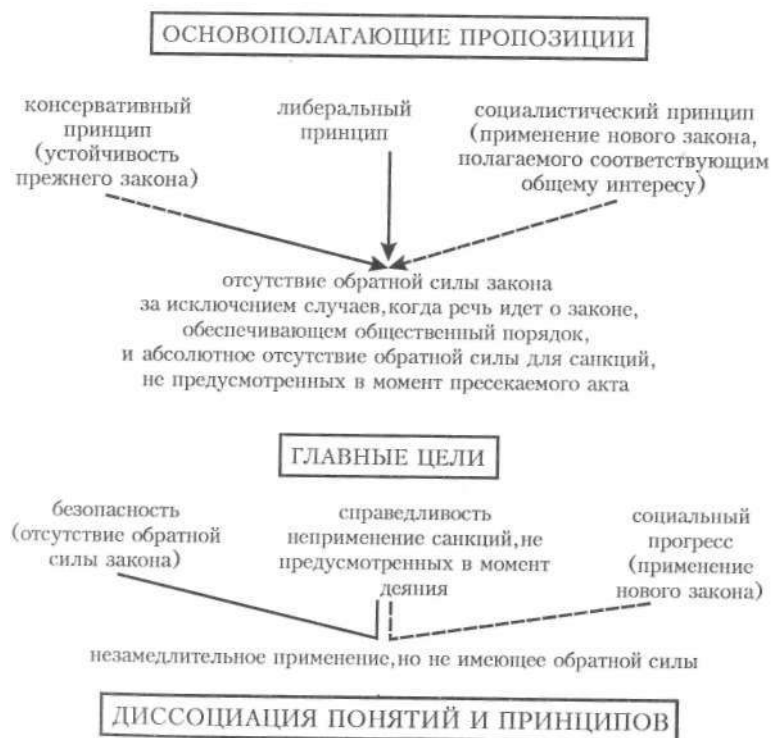 ОСНОВОПОЛАГАЮЩИЕ ПРОПОЗИЦИИ
консервативный
принцип
(устойчивость
прежнего закона)
либеральный
принцип
социалистический принцип
(применение нового закона,
полагаемого соответствующим
общему интересу)
отсутствие обратной силы закона
за исключением случаев, когда речь идет о законе,
обеспечивающем общественный порядок,
и абсолютное отсутствие обратной силы для санкций,
не предусмотренных в момент пресекаемого акта
ГЛАВНЫЕ ЦЕЛИ
безопасность
(отсутствие обратной
силы закона)
справедливость
неприменение санкций, не
предусмотренных в момент
деяния
социальный
прогресс
(применение
нового закона)
незамедлительное применение, но не имеющее обратной силы
ДИССОЦИАЦИЯ ПОНЯТИЙ И ПРИНЦИПОВ